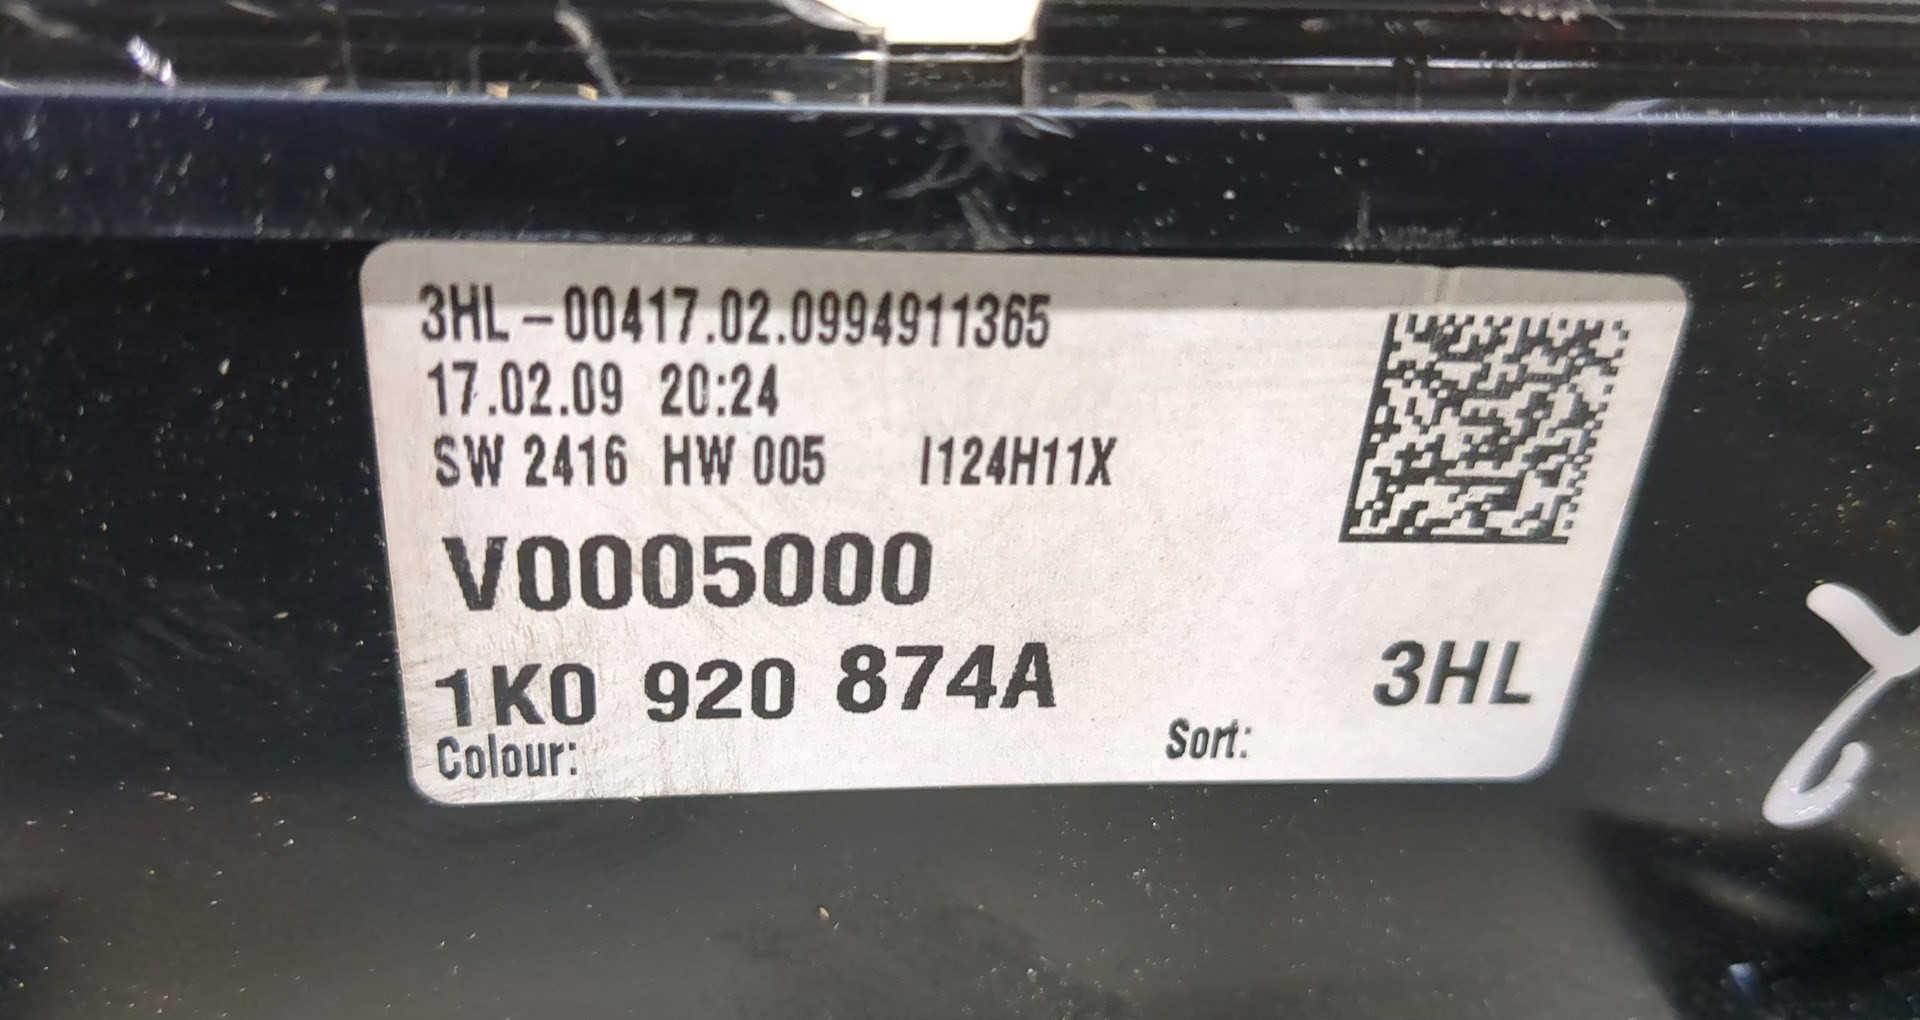 3HL-00417.02.0994911365
17.02.09 20:24
SW 2416 HW 005 I124H11X
V0005000
1K0 920 874A 3HL
Colour: Sort: